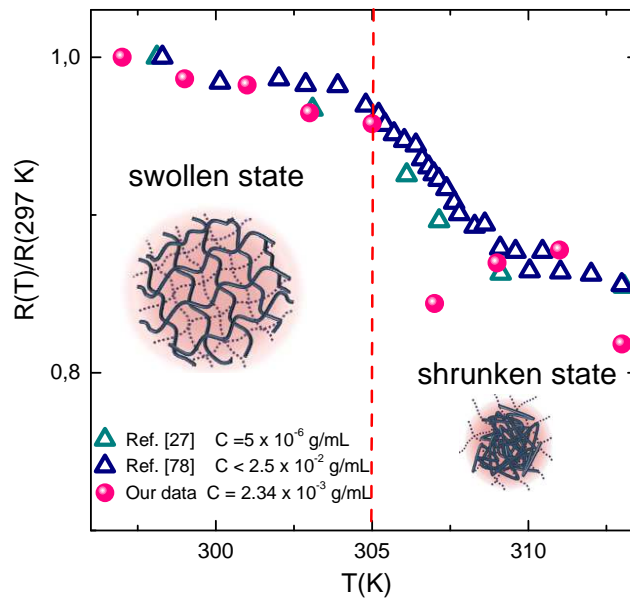 1,0
0,8
R(T)/R(297 K)
swollen state
shrunken state
Ref. [27] C =5 x 10⁻⁶ g/mL
Ref. [78] C < 2.5 x 10⁻² g/mL
Our data C = 2.34 x 10⁻³ g/mL
300 305 310
T(K)